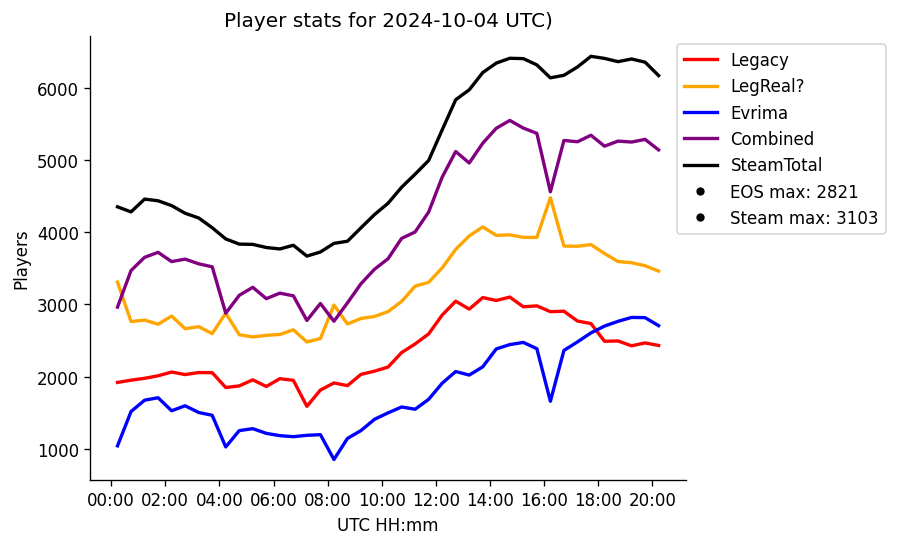 Player stats for 2024-10-04 UTC)
Legacy
LegReal?
Evrima
Combined
SteamTotal
EOS max: 2821
Steam max: 3103
Players
6000
5000
4000
3000
2000
1000
00:00 02:00 04:00 06:00 08:00 10:00 12:00 14:00 16:00 18:00 20:00
UTC HH:mm